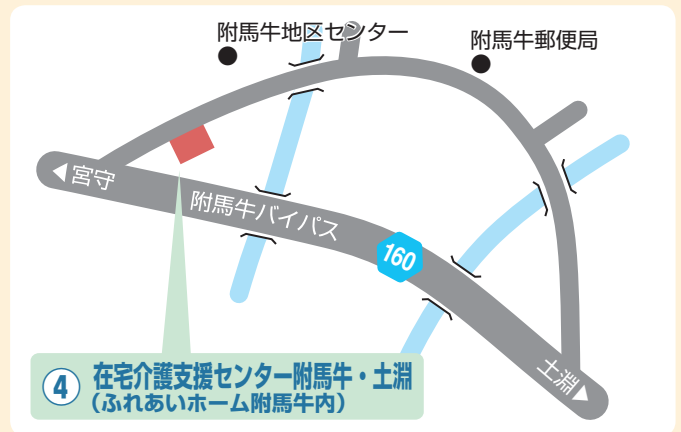 附馬牛地区センター
附馬牛郵便局
◀宮守
附馬牛バイパス
160
土淵▶
④ 在宅介護支援センター附馬牛・土淵
（ふれあいホーム附馬牛内）